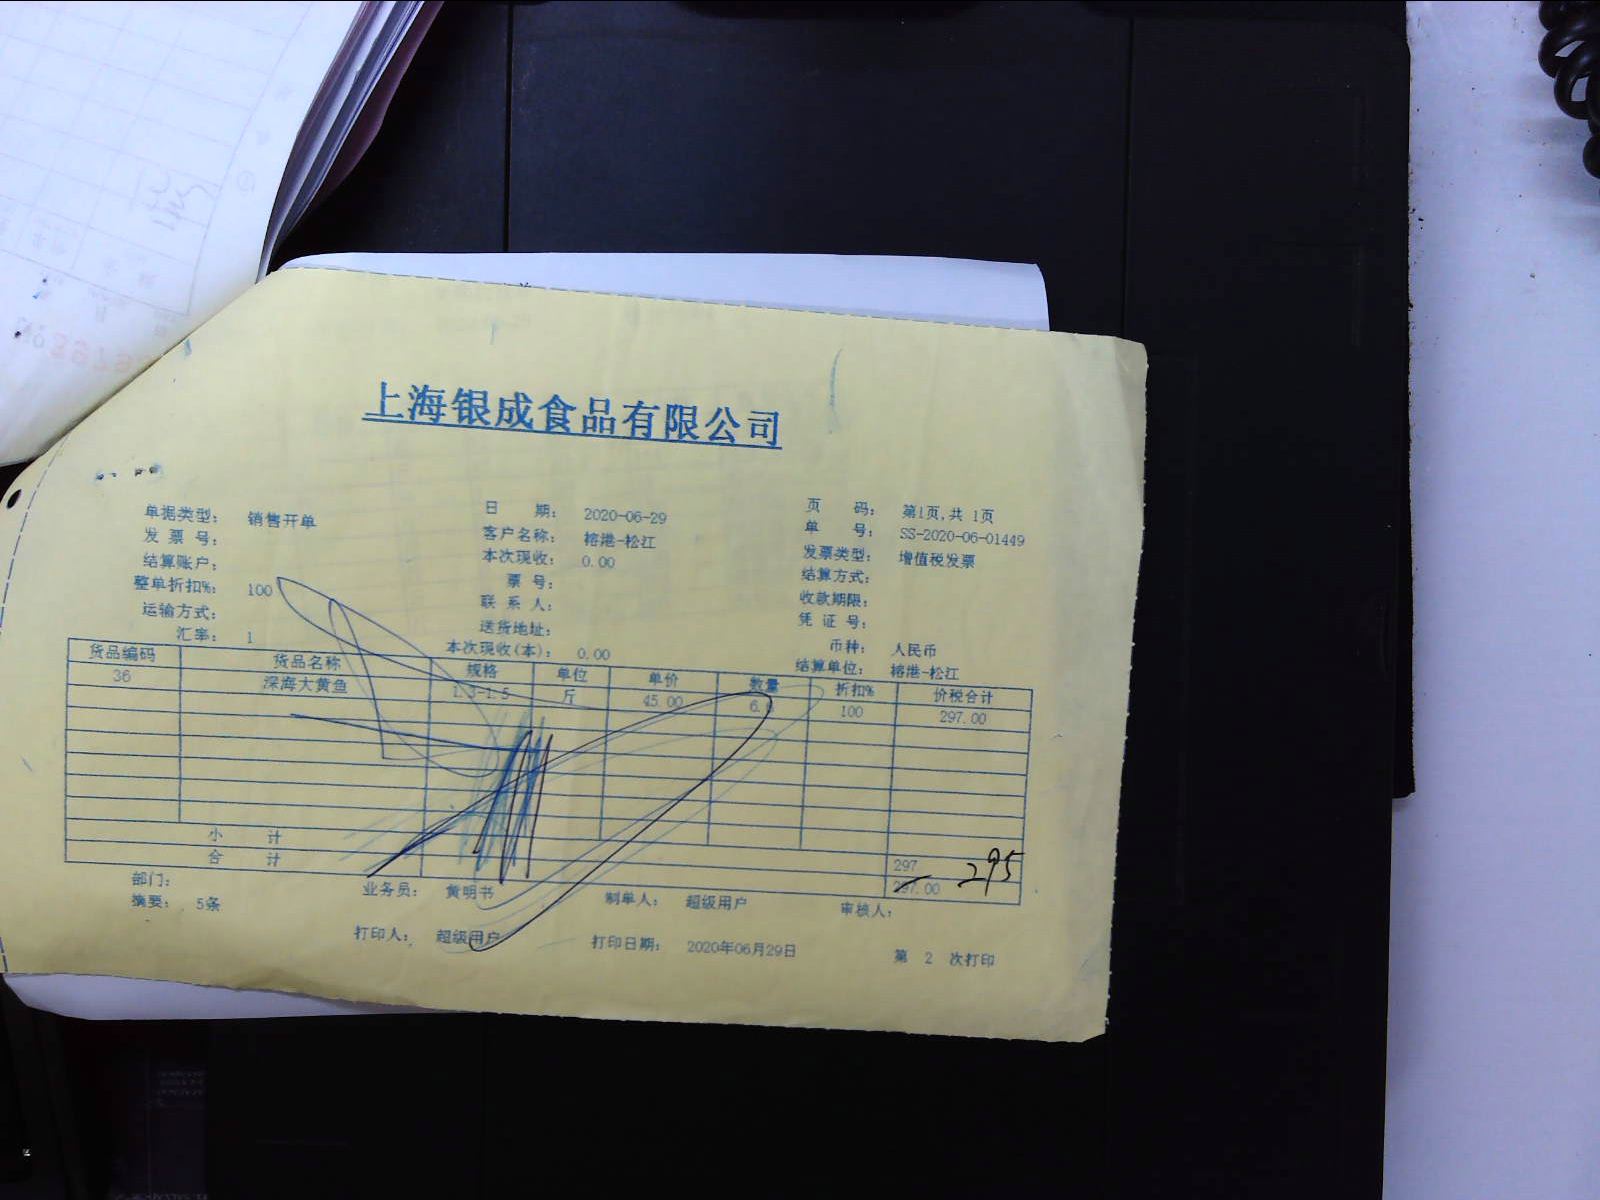 上海银成食品有限公司
单据类型： 销售开单 日 期： 2020-06-29 页 码： 第1页,共 1页
发 票 号： 客户名称： 榕港-松江 单 号： SS-2020-06-01449
结算账户： 本次现收： 0.00 发票类型： 增值税发票
整单折扣%： 100 票 号： 结算方式：
运输方式： 联 系 人： 收款期限：
汇率： 1 送货地址： 凭 证 号：
本次现收(本)： 0.00 币种： 人民币
结算单位： 榕港-松江
货品编码 货品名称 规格 单位 单价 数量 折扣% 价税合计
36 深海大黄鱼 1.3-1.5 斤 45.00 6. 100 297.00
小 计
合 计 297
297.00 295
部门： 业务员： 黄明书 制单人： 超级用户 审核人：
摘要： 5条
打印人： 超级用户 打印日期： 2020年06月29日 第 2 次打印